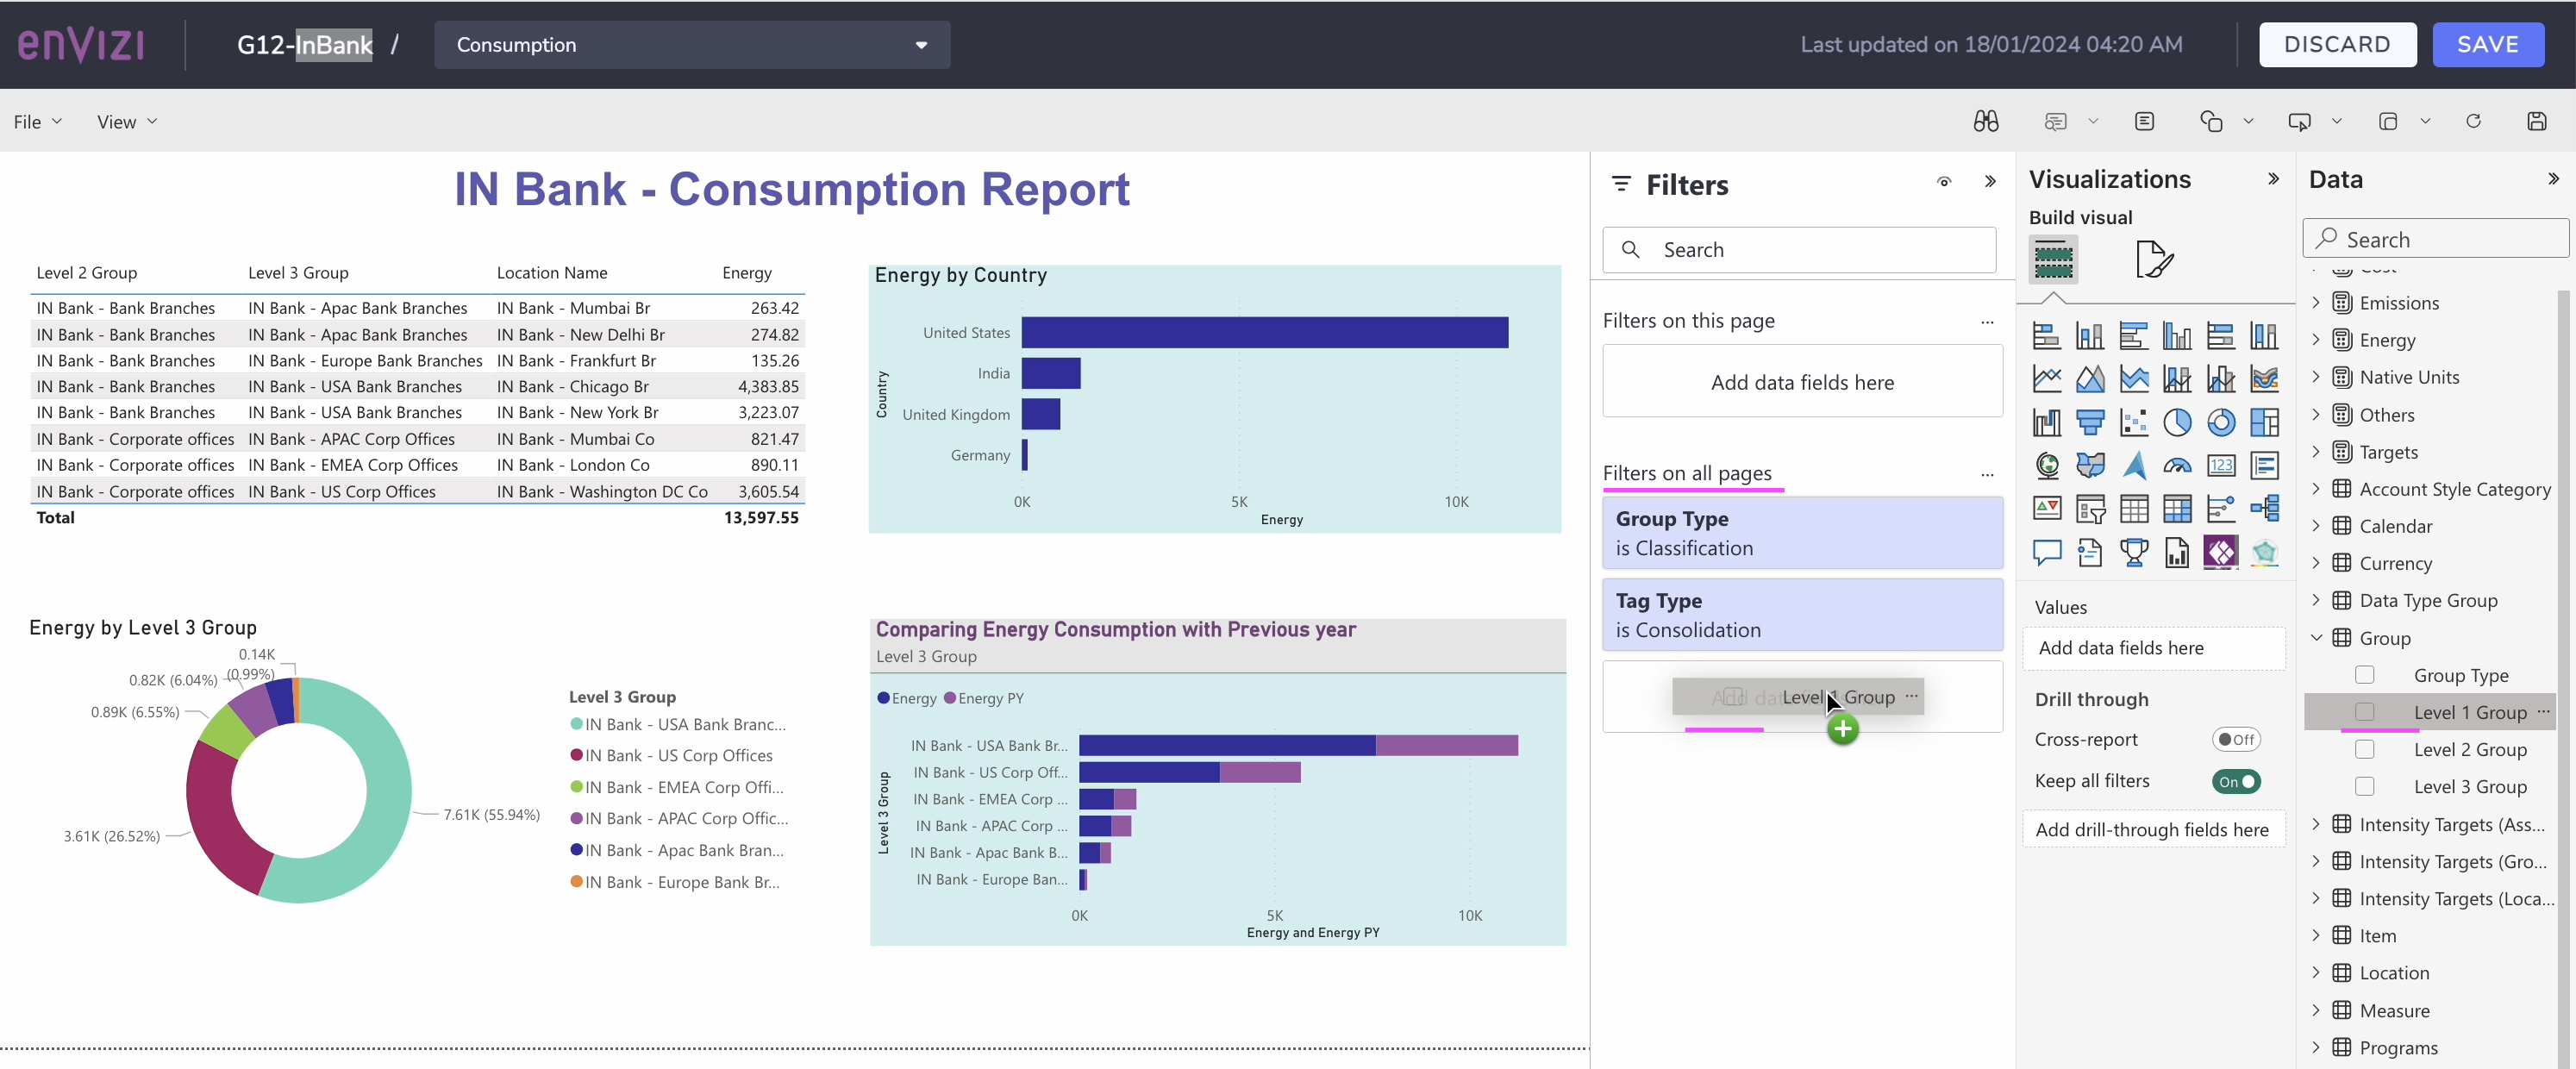 enVizi
G12-InBank /
Consumption
Last updated on 18/01/2024 04:20 AM
DISCARD
SAVE
File
View
IN Bank - Consumption Report
Level 2 Group Level 3 Group Location Name Energy
IN Bank - Bank Branches IN Bank - Apac Bank Branches IN Bank - Mumbai Br 263.42
IN Bank - Bank Branches IN Bank - Apac Bank Branches IN Bank - New Delhi Br 274.82
IN Bank - Bank Branches IN Bank - Europe Bank Branches IN Bank - Frankfurt Br 135.26
IN Bank - Bank Branches IN Bank - USA Bank Branches IN Bank - Chicago Br 4,383.85
IN Bank - Bank Branches IN Bank - USA Bank Branches IN Bank - New York Br 3,223.07
IN Bank - Corporate offices IN Bank - APAC Corp Offices IN Bank - Mumbai Co 821.47
IN Bank - Corporate offices IN Bank - EMEA Corp Offices IN Bank - London Co 890.11
IN Bank - Corporate offices IN Bank - US Corp Offices IN Bank - Washington DC Co 3,605.54
Total 13,597.55
Energy by Country
Country
United States
India
United Kingdom
Germany
0K 5K 10K
Energy
Energy by Level 3 Group
0.14K
(0.99%)
0.82K (6.04%)
0.89K (6.55%)
3.61K (26.52%)
7.61K (55.94%)
Level 3 Group
IN Bank - USA Bank Branc...
IN Bank - US Corp Offices
IN Bank - EMEA Corp Offi...
IN Bank - APAC Corp Offic...
IN Bank - Apac Bank Bran...
IN Bank - Europe Bank Br...
Comparing Energy Consumption with Previous year
Level 3 Group
Energy Energy PY
Level 3 Group
IN Bank - USA Bank Br...
IN Bank - US Corp Off...
IN Bank - EMEA Corp ...
IN Bank - APAC Corp ...
IN Bank - Apac Bank B...
IN Bank - Europe Ban...
0K 5K 10K
Energy and Energy PY
Filters
Search
Filters on this page ...
Add data fields here
Filters on all pages ...
Group Type
is Classification
Tag Type
is Consolidation
Level 1 Group ...
Visualizations
Build visual
123
Values
Add data fields here
Drill through
Cross-report Off
Keep all filters On
Add drill-through fields here
Data
Search
Cost
Emissions
Energy
Native Units
Others
Targets
Account Style Category
Calendar
Currency
Data Type Group
Group
Group Type
Level 1 Group ...
Level 2 Group
Level 3 Group
Intensity Targets (Ass...
Intensity Targets (Gro...
Intensity Targets (Loca...
Item
Location
Measure
Programs